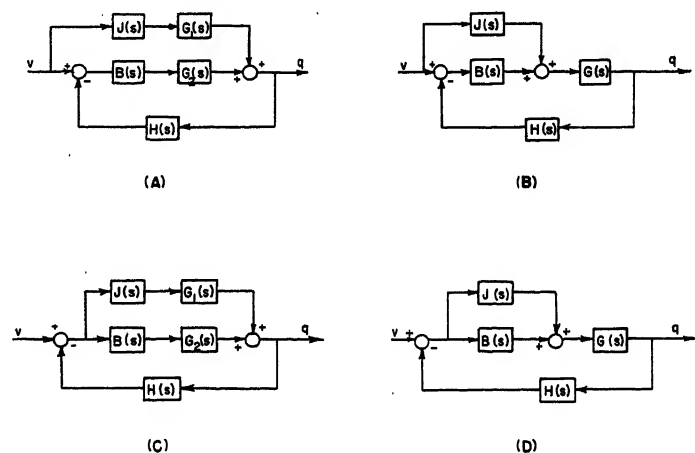 J(s) G₁(s)
v + - B(s) G₂(s) + + q
H(s)
(A)
J(s)
v + - B(s) + + G(s) q
H(s)
(B)
J(s) G₁(s)
v + - B(s) G₂(s) + + q
H(s)
(C)
J(s)
v + - B(s) + + G(s) q
H(s)
(D)